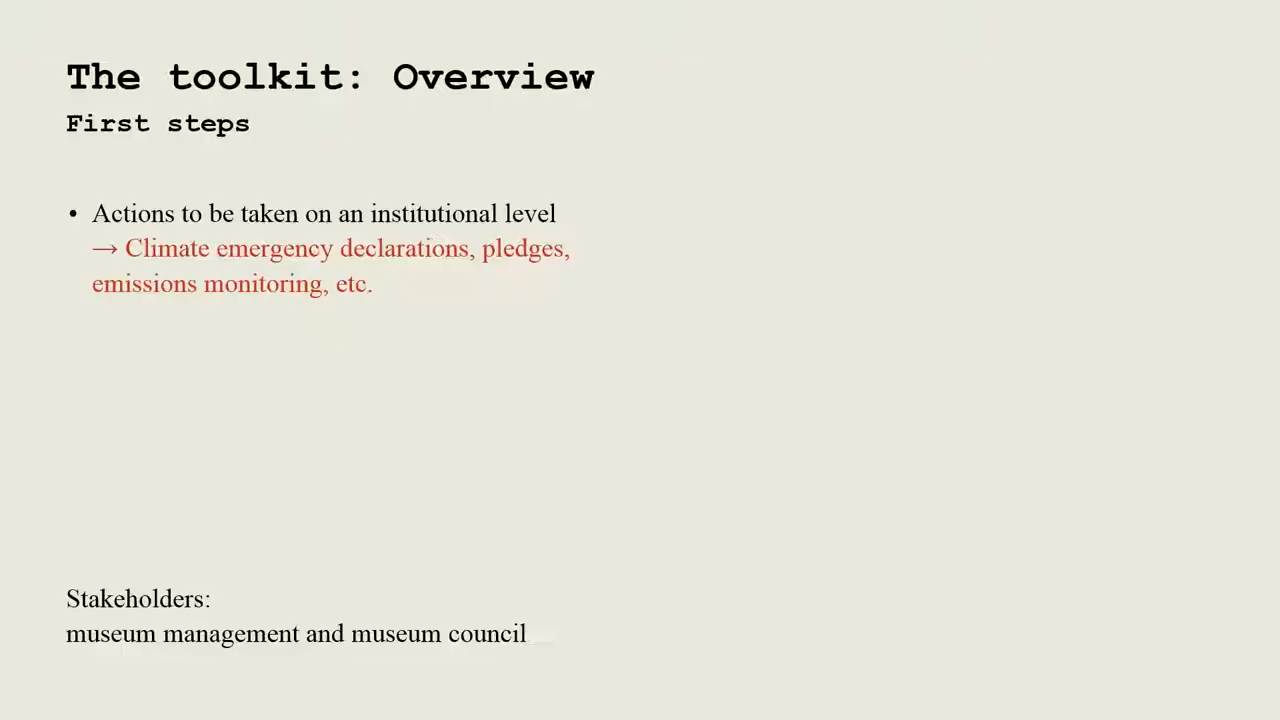 The toolkit: Overview
First steps
• Actions to be taken on an institutional level
→ Climate emergency declarations, pledges,
emissions monitoring, etc.
Stakeholders:
museum management and museum council